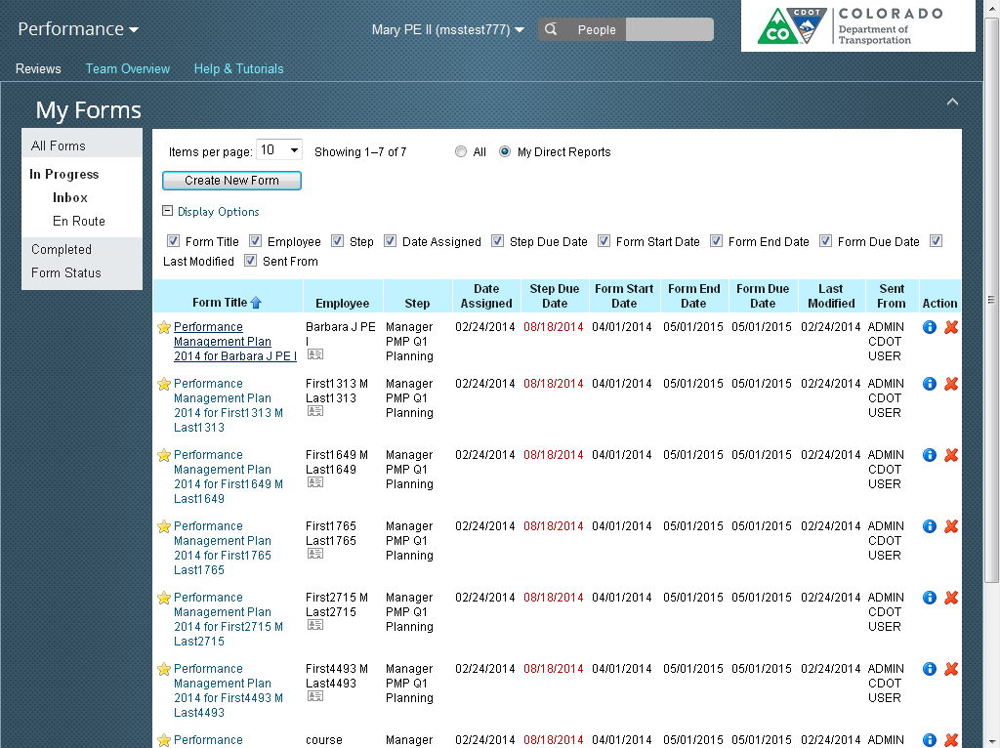 Performance
Mary PE II (msstest777)
People
CDOT
CO
COLORADO
Department of
Transportation
Reviews Team Overview Help & Tutorials
My Forms
All Forms
In Progress
Inbox
En Route
Completed
Form Status
Items per page: 10 Showing 1–7 of 7 All My Direct Reports
Create New Form
Display Options
Form Title Employee Step Date Assigned Step Due Date Form Start Date Form End Date Form Due Date
Last Modified Sent From
Form Title Employee Step Date Assigned Step Due Date Form Start Date Form End Date Form Due Date Last Modified Sent From Action
Performance Barbara J PE Manager 02/24/2014 08/18/2014 04/01/2014 05/01/2015 05/01/2015 02/24/2014 ADMIN
Management Plan I PMP Q1 CDOT
2014 for Barbara J PE I Planning USER
Performance First1313 M Manager 02/24/2014 08/18/2014 04/01/2014 05/01/2015 05/01/2015 02/24/2014 ADMIN
Management Plan Last1313 PMP Q1 CDOT
2014 for First1313 M Planning USER
Last1313
Performance First1649 M Manager 02/24/2014 08/18/2014 04/01/2014 05/01/2015 05/01/2015 02/24/2014 ADMIN
Management Plan Last1649 PMP Q1 CDOT
2014 for First1649 M Planning USER
Last1649
Performance First1765 Manager 02/24/2014 08/18/2014 04/01/2014 05/01/2015 05/01/2015 02/24/2014 ADMIN
Management Plan Last1765 PMP Q1 CDOT
2014 for First1765 Planning USER
Last1765
Performance First2715 M Manager 02/24/2014 08/18/2014 04/01/2014 05/01/2015 05/01/2015 02/24/2014 ADMIN
Management Plan Last2715 PMP Q1 CDOT
2014 for First2715 M Planning USER
Last2715
Performance First4493 M Manager 02/24/2014 08/18/2014 04/01/2014 05/01/2015 05/01/2015 02/24/2014 ADMIN
Management Plan Last4493 PMP Q1 CDOT
2014 for First4493 M Planning USER
Last4493
Performance course Manager 02/24/2014 08/18/2014 04/01/2014 05/01/2015 05/01/2015 02/24/2014 ADMIN